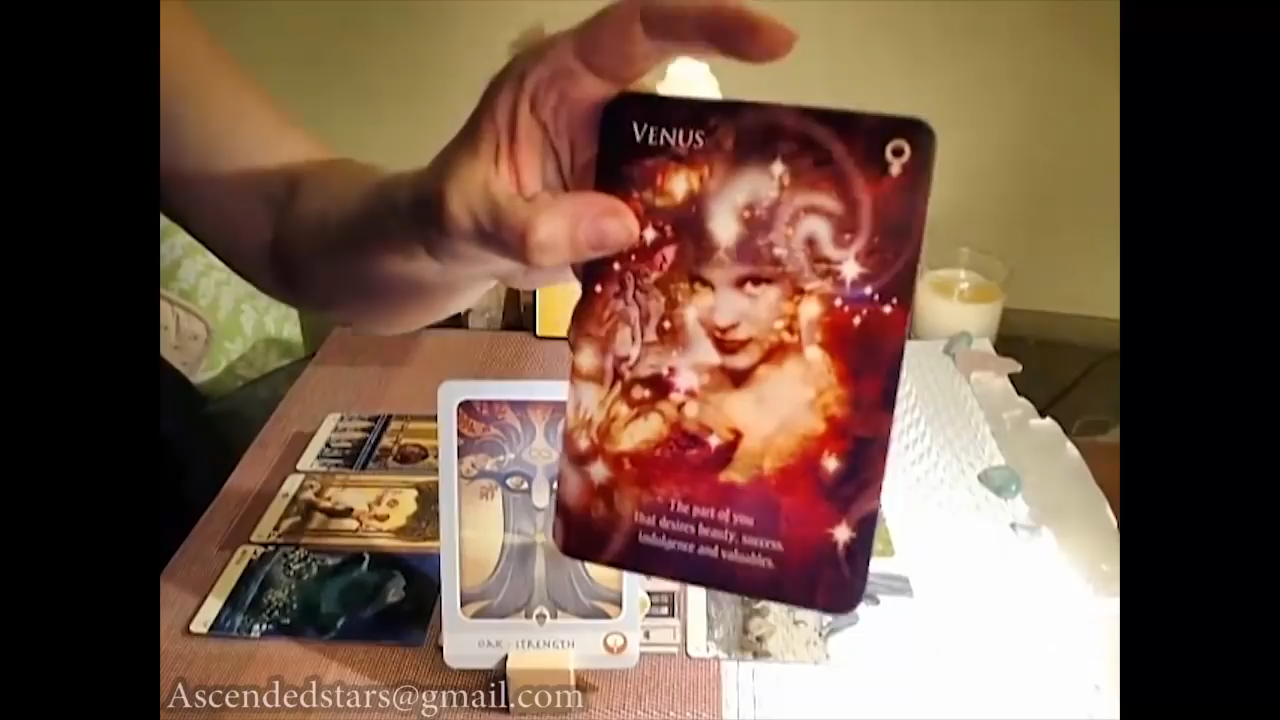 VENUS
The part of you
that desires beauty, success,
indulgence and valuables.
OAK - STRENGTH
Ascendedstars@gmail.com